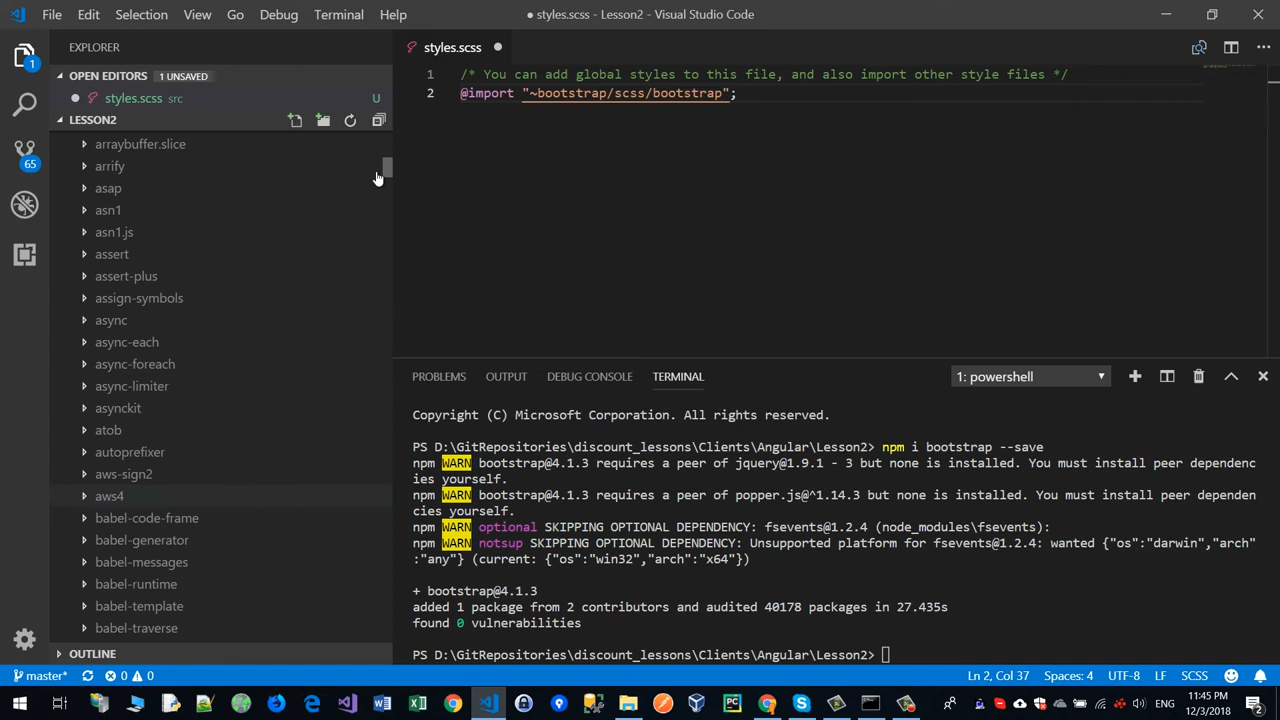 File Edit Selection View Go Debug Terminal Help
● styles.scss - Lesson2 - Visual Studio Code
EXPLORER
OPEN EDITORS 1 UNSAVED
styles.scss src U
LESSON2
arraybuffer.slice
arrify
asap
asn1
asn1.js
assert
assert-plus
assign-symbols
async
async-each
async-foreach
async-limiter
asynckit
atob
autoprefixer
aws-sign2
aws4
babel-code-frame
babel-generator
babel-messages
babel-runtime
babel-template
babel-traverse
OUTLINE
1
65
styles.scss
1 /* You can add global styles to this file, and also import other style files */
2 @import "~bootstrap/scss/bootstrap";
PROBLEMS OUTPUT DEBUG CONSOLE TERMINAL 1: powershell
Copyright (C) Microsoft Corporation. All rights reserved.
PS D:\GitRepositories\discount_lessons\Clients\Angular\Lesson2> npm i bootstrap --save
npm WARN bootstrap@4.1.3 requires a peer of jquery@1.9.1 - 3 but none is installed. You must install peer dependenc
ies yourself.
npm WARN bootstrap@4.1.3 requires a peer of popper.js@^1.14.3 but none is installed. You must install peer dependen
cies yourself.
npm WARN optional SKIPPING OPTIONAL DEPENDENCY: fsevents@1.2.4 (node_modules\fsevents):
npm WARN notsup SKIPPING OPTIONAL DEPENDENCY: Unsupported platform for fsevents@1.2.4: wanted {"os":"darwin","arch"
:"any"} (current: {"os":"win32","arch":"x64"})
+ bootstrap@4.1.3
added 1 package from 2 contributors and audited 40178 packages in 27.435s
found 0 vulnerabilities
PS D:\GitRepositories\discount_lessons\Clients\Angular\Lesson2>
master* 0 0 Ln 2, Col 37 Spaces: 4 UTF-8 LF SCSS 1
ENG 11:45 PM
12/3/2018 2